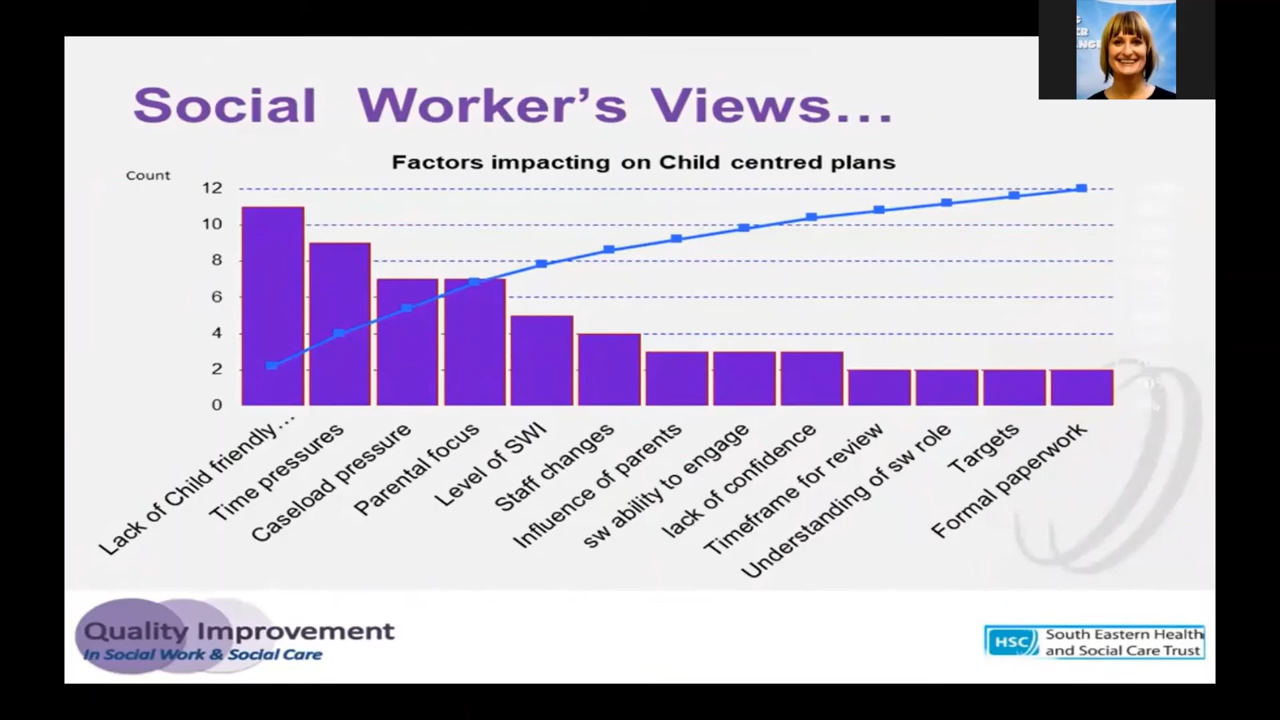 Social Worker's Views...
Factors impacting on Child centred plans
Count
12
10
8
6
4
2
0
Lack of Child friendly...
Time pressures
Caseload pressure
Parental focus
Level of SWI
Staff changes
Influence of parents
sw ability to engage
lack of confidence
Timeframe for review
Understanding of sw role
Targets
Formal paperwork
Quality Improvement
In Social Work & Social Care
HSC
South Eastern Health
and Social Care Trust